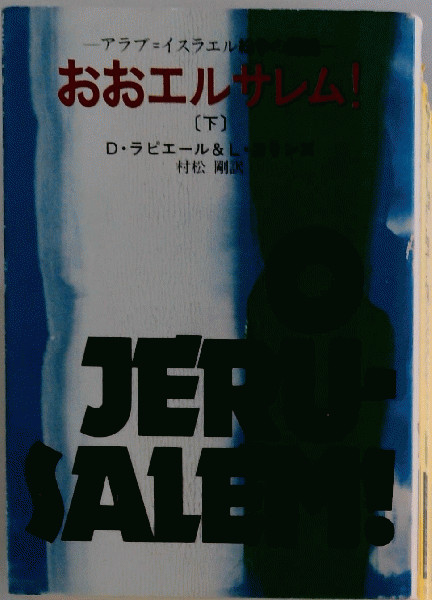 ―アラブ=イスラエル
おおエルサレム!
〔下〕
D・ラピエール&L・
村松 剛訳
O
JÉRU-
SALEM!